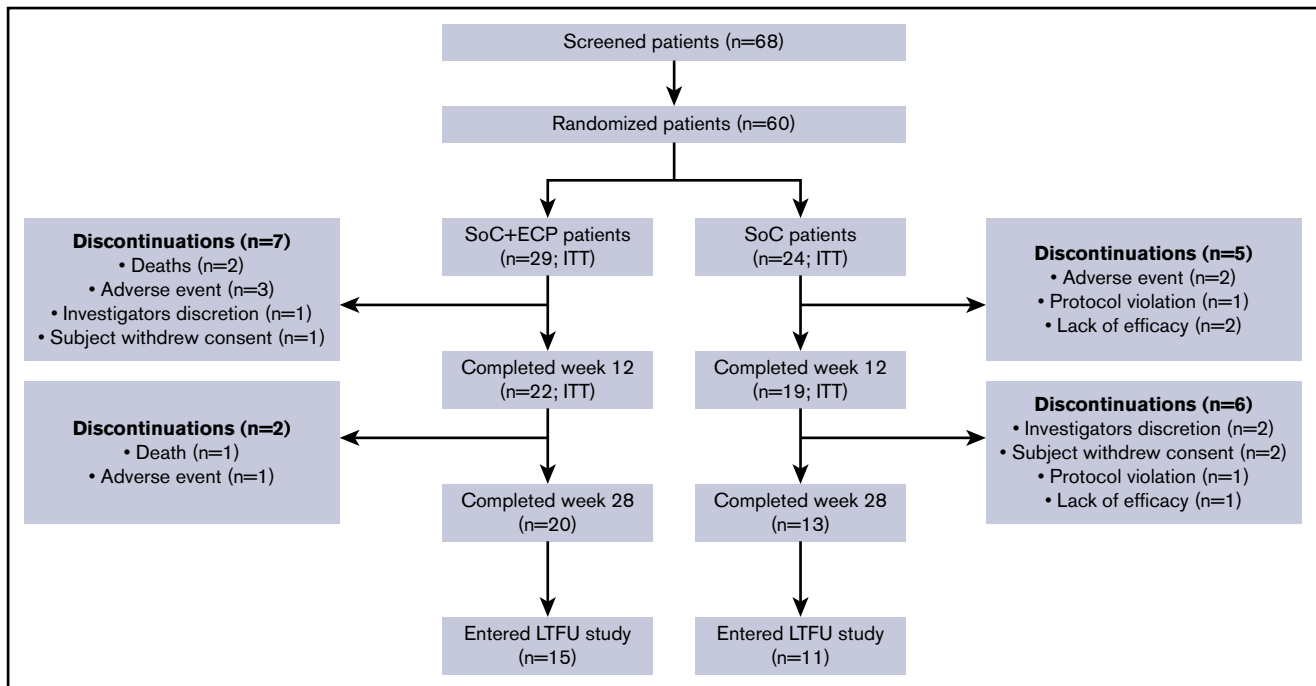 Screened patients (n=68)
Randomized patients (n=60)
SoC+ECP patients
(n=29; ITT)
SoC patients
(n=24; ITT)
Discontinuations (n=7)
• Deaths (n=2)
• Adverse event (n=3)
• Investigators discretion (n=1)
• Subject withdrew consent (n=1)
Discontinuations (n=5)
• Adverse event (n=2)
• Protocol violation (n=1)
• Lack of efficacy (n=2)
Completed week 12
(n=22; ITT)
Completed week 12
(n=19; ITT)
Discontinuations (n=2)
• Death (n=1)
• Adverse event (n=1)
Discontinuations (n=6)
• Investigators discretion (n=2)
• Subject withdrew consent (n=2)
• Protocol violation (n=1)
• Lack of efficacy (n=1)
Completed week 28
(n=20)
Completed week 28
(n=13)
Entered LTFU study
(n=15)
Entered LTFU study
(n=11)